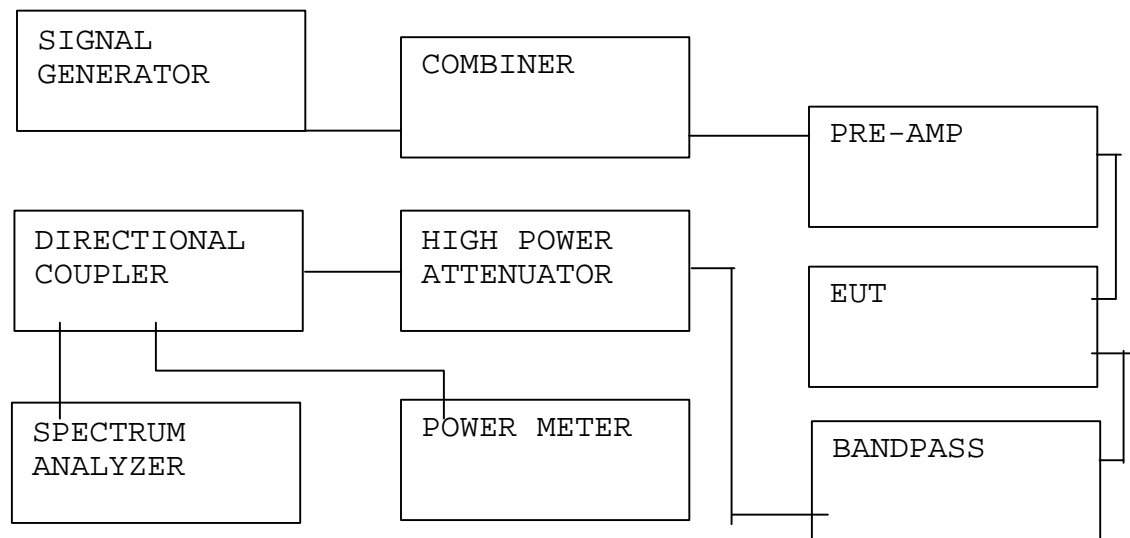 SIGNAL
GENERATOR
COMBINER
PRE-AMP
DIRECTIONAL
COUPLER
HIGH POWER
ATTENUATOR
EUT
SPECTRUM
ANALYZER
POWER METER
BANDPASS